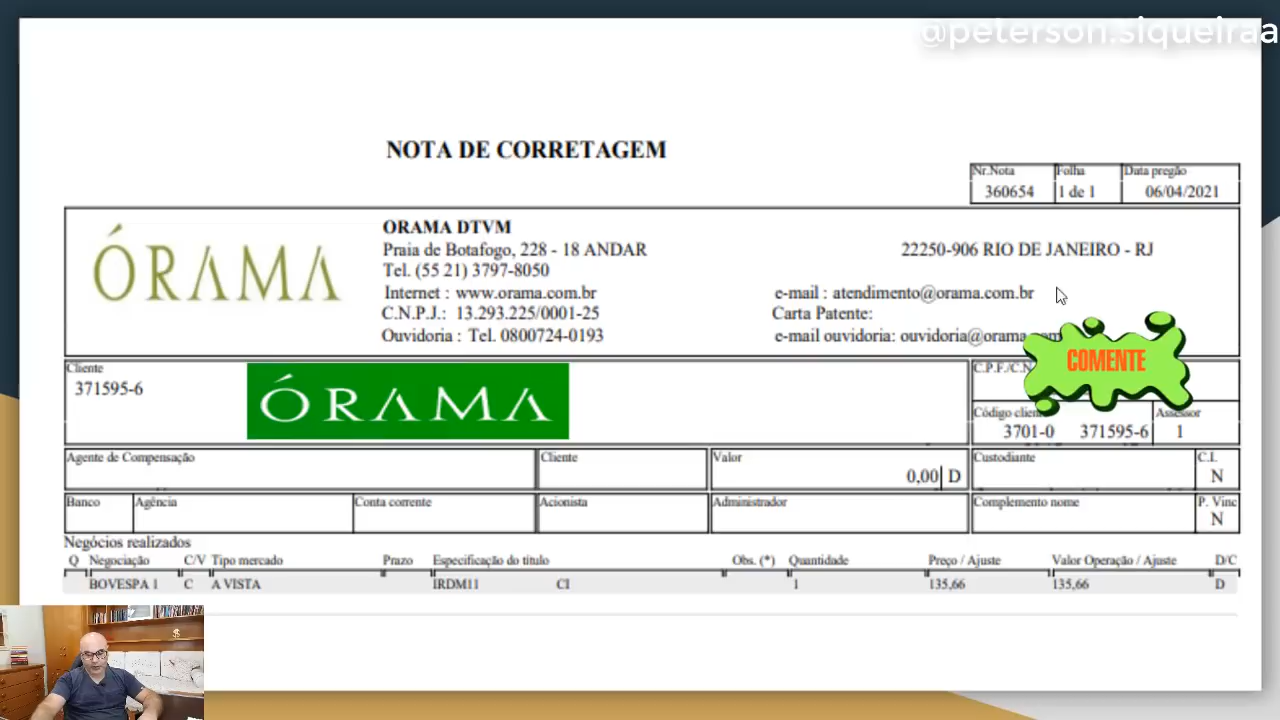 @peterson.siqueiraa
NOTA DE CORRETAGEM
Nr.Nota Folha Data pregão
360654 1 de 1 06/04/2021
ÓRAMA
ORAMA DTVM
Praia de Botafogo, 228 - 18 ANDAR 22250-906 RIO DE JANEIRO - RJ
Tel. (55 21) 3797-8050
Internet : www.orama.com.br e-mail : atendimento@orama.com.br
C.N.P.J.: 13.293.225/0001-25 Carta Patente:
Ouvidoria : Tel. 0800724-0193 e-mail ouvidoria: ouvidoria@orama.com
COMENTE
Cliente C.P.F./C.N
371595-6
ÓRAMA
Código clien Assessor
3701-0 371595-6 1
Agente de Compensação Cliente Valor Custodiante C.I.
0,00 D N
Banco Agência Conta corrente Acionista Administrador Complemento nome P. Vinc
N
Negócios realizados
Q Negociação C/V Tipo mercado Prazo Especificação do título Obs. (*) Quantidade Preço / Ajuste Valor Operação / Ajuste D/C
BOVESPA 1 C A VISTA IRDM11 CI 1 135,66 135,66 D